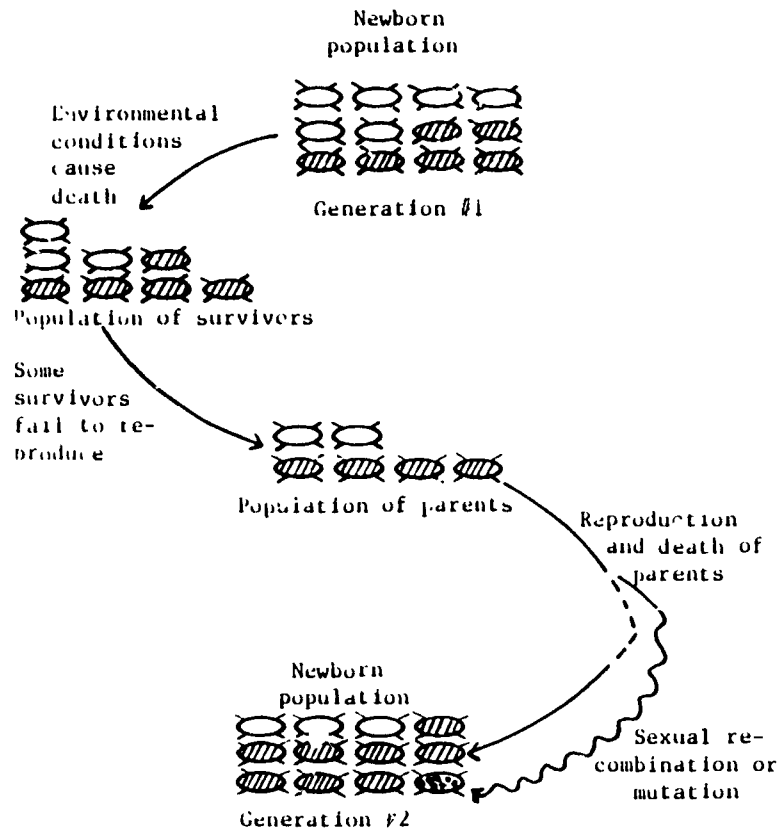 Newborn
population
Environmental
conditions
cause
death
Generation #1
Population of survivors
Some
survivors
fail to re-
produce
Population of parents
Reproduction
and death of
parents
Newborn
population
Sexual re-
combination or
mutation
Generation #2